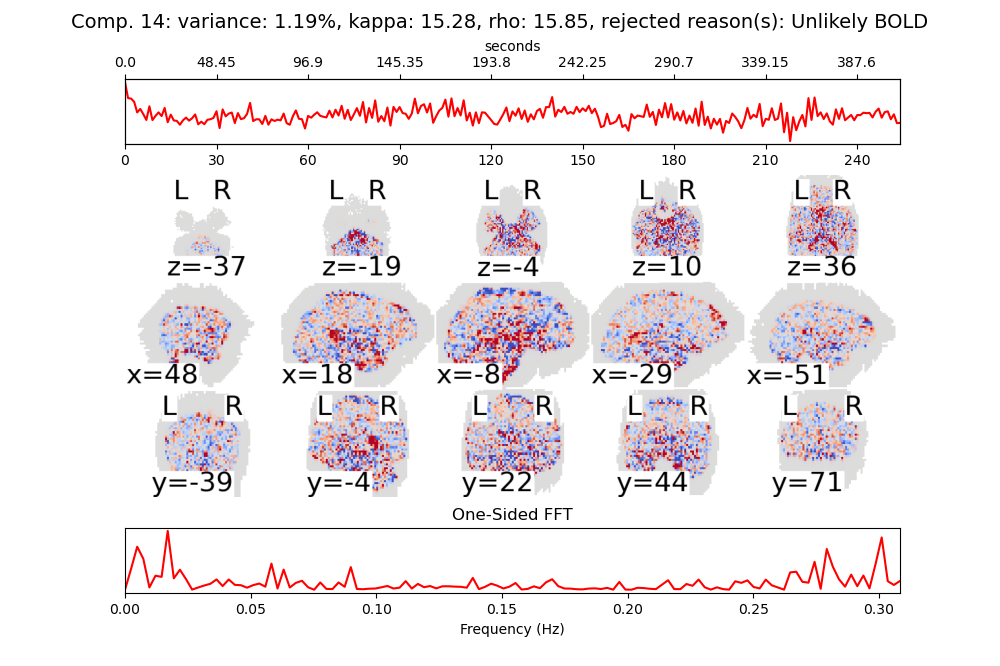 Comp. 14: variance: 1.19%, kappa: 15.28, rho: 15.85, rejected reason(s): Unlikely BOLD
seconds
0.0 48.45 96.9 145.35 193.8 242.25 290.7 339.15 387.6
0 30 60 90 120 150 180 210 240
L R L R L R L R L R
z=-37 z=-19 z=-4 z=10 z=36
x=48 x=18 x=-8 x=-29 x=-51
L R L R L R L R L R
y=-39 y=-4 y=22 y=44 y=71
One-Sided FFT
0.00 0.05 0.10 0.15 0.20 0.25 0.30
Frequency (Hz)